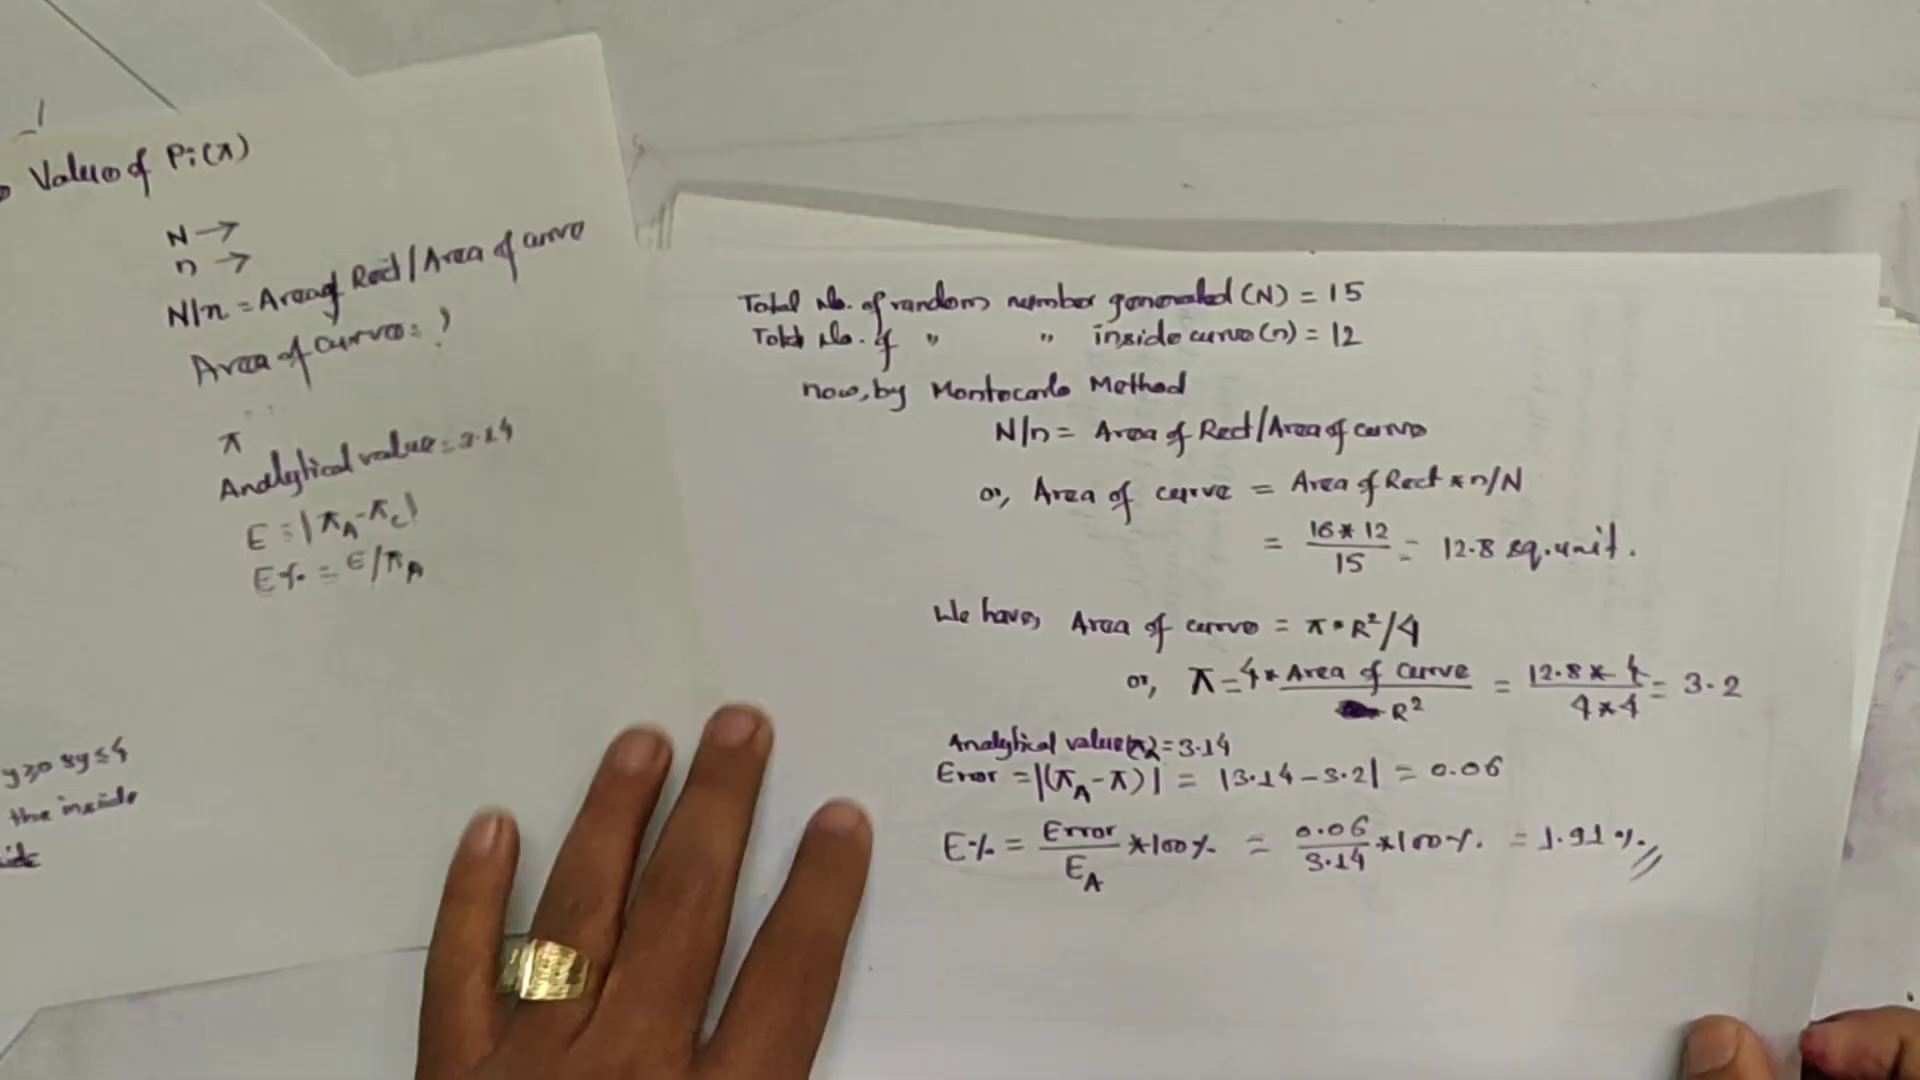 Value of Pi(π)
N →
n →
N/n = Area of Rect/Area of curve
Area of Curve = ?
π
Analytical value = 3.14
E = |πA - πC|
E% = E/πA
y≥0 & y≤4
the inside
Total No. of random number generated (N) = 15
Total No. of " " inside curve (n) = 12
now, by Montecarlo Method
N/n = Area of Rect/Area of curve
or, Area of curve = Area of Rect * n/N
= 16*12/15 = 12.8 sq.unit.
We have, Area of curve = π*R²/4
or, π = 4* Area of Curve/R² = 12.8*4/4*4 = 3.2
Analytical value(πA) = 3.14
Error = |(πA - π)| = |3.14 - 3.2| = 0.06
E% = Error/EA *100% = 0.06/3.14 *100% = 1.91%